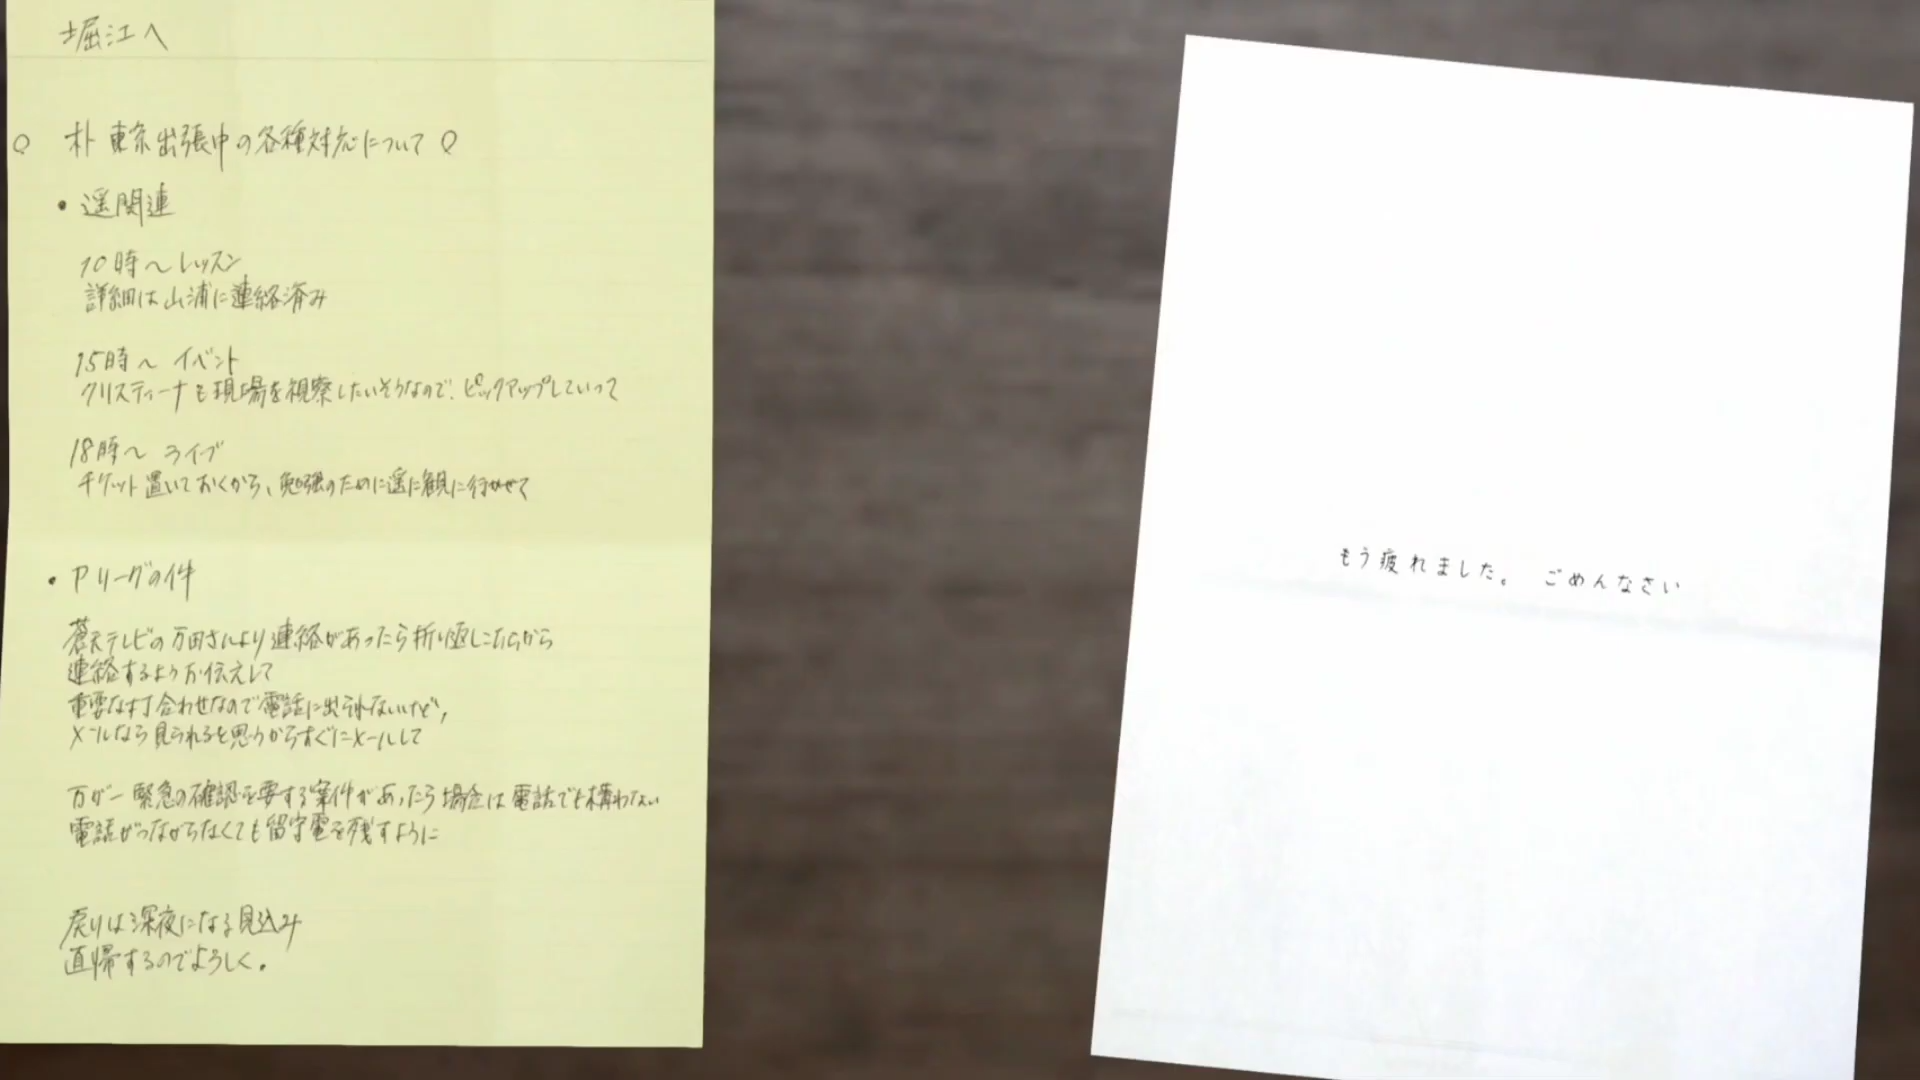 堀江へ
○ 朴 東京出張中の各種対応について ○
・遥関連
10時〜レッスン
詳細は山浦に連絡済み
15時〜 イベント
クリスティーナも現場を視察したいそうなので、ピックアップしていって
18時〜 ライブ
チケット置いておくから、勉強のために遥に観に行かせて
・Pリーグの件
蒼天テレビの万田さんより連絡があったら折り返しこちらから
連絡するようお伝えして
重要な打合わせなので電話に出られないけど、
メールなら見られると思うからすぐにメールして
万が一緊急の確認を要する案件があったら場合は電話でも構わない
電話がつながらなくても留守電を残すように
戻りは深夜になる見込み
直帰するのでよろしく。
もう疲れました。 ごめんなさい